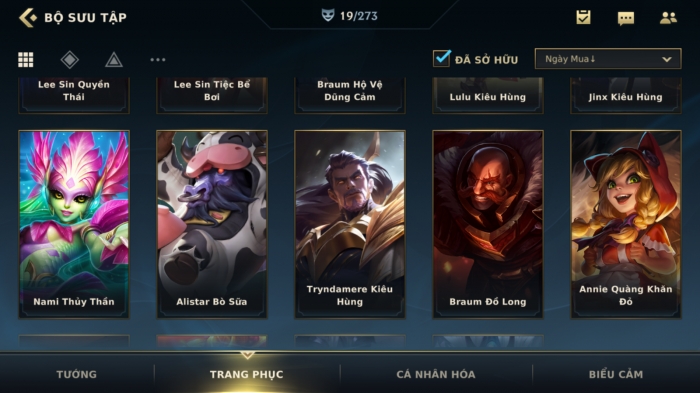 BỘ SƯU TẬP
19/273
ĐÃ SỞ HỮU
Ngày Mua↓
Lee Sin Quyền
Thái
Lee Sin Tiệc Bể
Bơi
Braum Hộ Vệ
Dũng Cảm
Lulu Kiêu Hùng
Jinx Kiêu Hùng
Nami Thủy Thần
Alistar Bò Sữa
Tryndamere Kiêu
Hùng
Braum Đồ Long
Annie Quàng Khăn
Đỏ
TƯỚNG
TRANG PHỤC
CÁ NHÂN HÓA
BIỂU CẢM